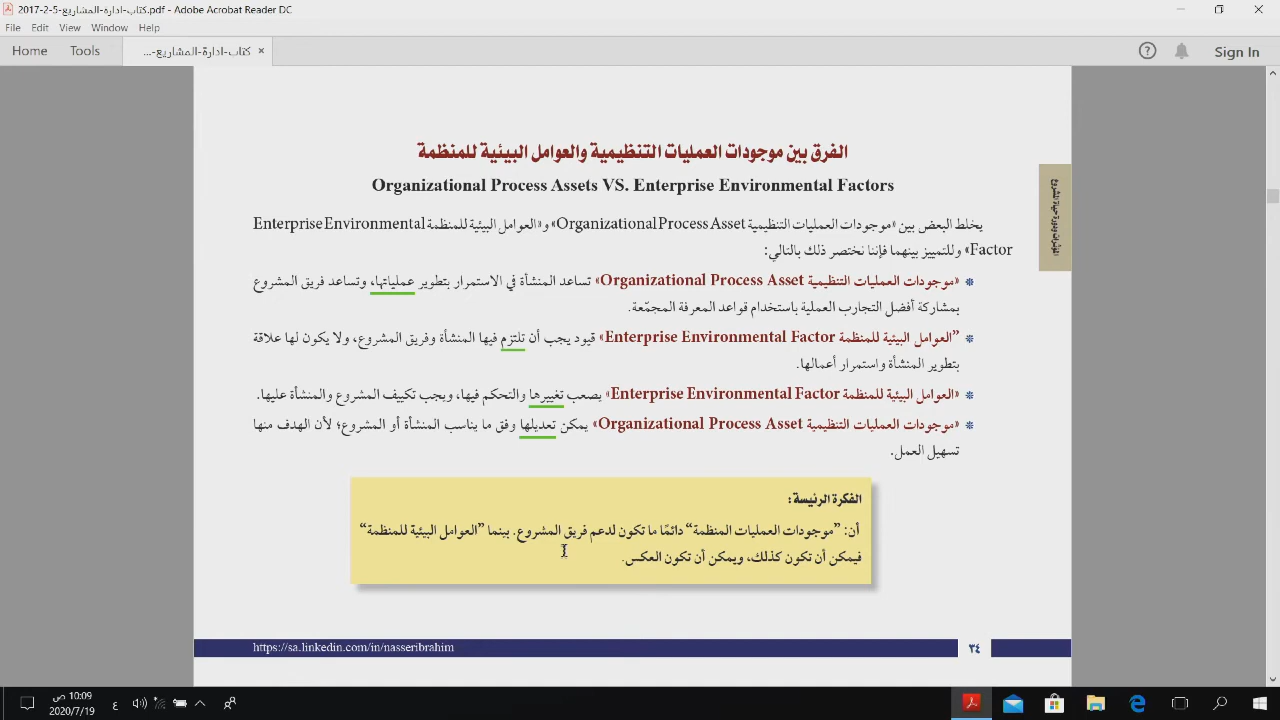 كتاب-ادارة-المشاريع-5-2-2017.pdf - Adobe Acrobat Reader DC
File Edit View Window Help
Home Tools كتاب-ادارة-المشاريع-... × Sign In
الفرق بين موجودات العمليات التنظيمية والعوامل البيئية للمنظمة
Organizational Process Assets VS. Enterprise Environmental Factors
يخلط البعض بين «موجودات العمليات التنظيمية Organizational Process Asset» و«العوامل البيئية للمنظمة Enterprise Environmental
Factor» وللتمييز بينهما فإننا نختصر ذلك بالتالي:
«موجودات العمليات التنظيمية Organizational Process Asset» تساعد المنشأة في الاستمرار بتطوير عملياتها، وتساعد فريق المشروع
بمشاركة أفضل التجارب العملية باستخدام قواعد المعرفة المجمّعة.
”العوامل البيئية للمنظمة Enterprise Environmental Factor» قيود يجب أن تلتزم فيها المنشأة وفريق المشروع، ولا يكون لها علاقة
بتطوير المنشأة واستمرار أعمالها.
«العوامل البيئية للمنظمة Enterprise Environmental Factor» يصعب تغييرها والتحكم فيها، ويجب تكييف المشروع والمنشأة عليها.
«موجودات العمليات التنظيمية Organizational Process Asset» يمكن تعديلها وفق ما يناسب المنشأة أو المشروع؛ لأن الهدف منها
تسهيل العمل.
الفكرة الرئيسة:
أن: ”موجودات العمليات المنظمة“ دائمًا ما تكون لدعم فريق المشروع. بينما ”العوامل البيئية للمنظمة“
فيمكن أن تكون كذلك، ويمكن أن تكون العكس.
https://sa.linkedin.com/in/nasseribrahim
٣٤
10:09 ص
2020/7/19
ع